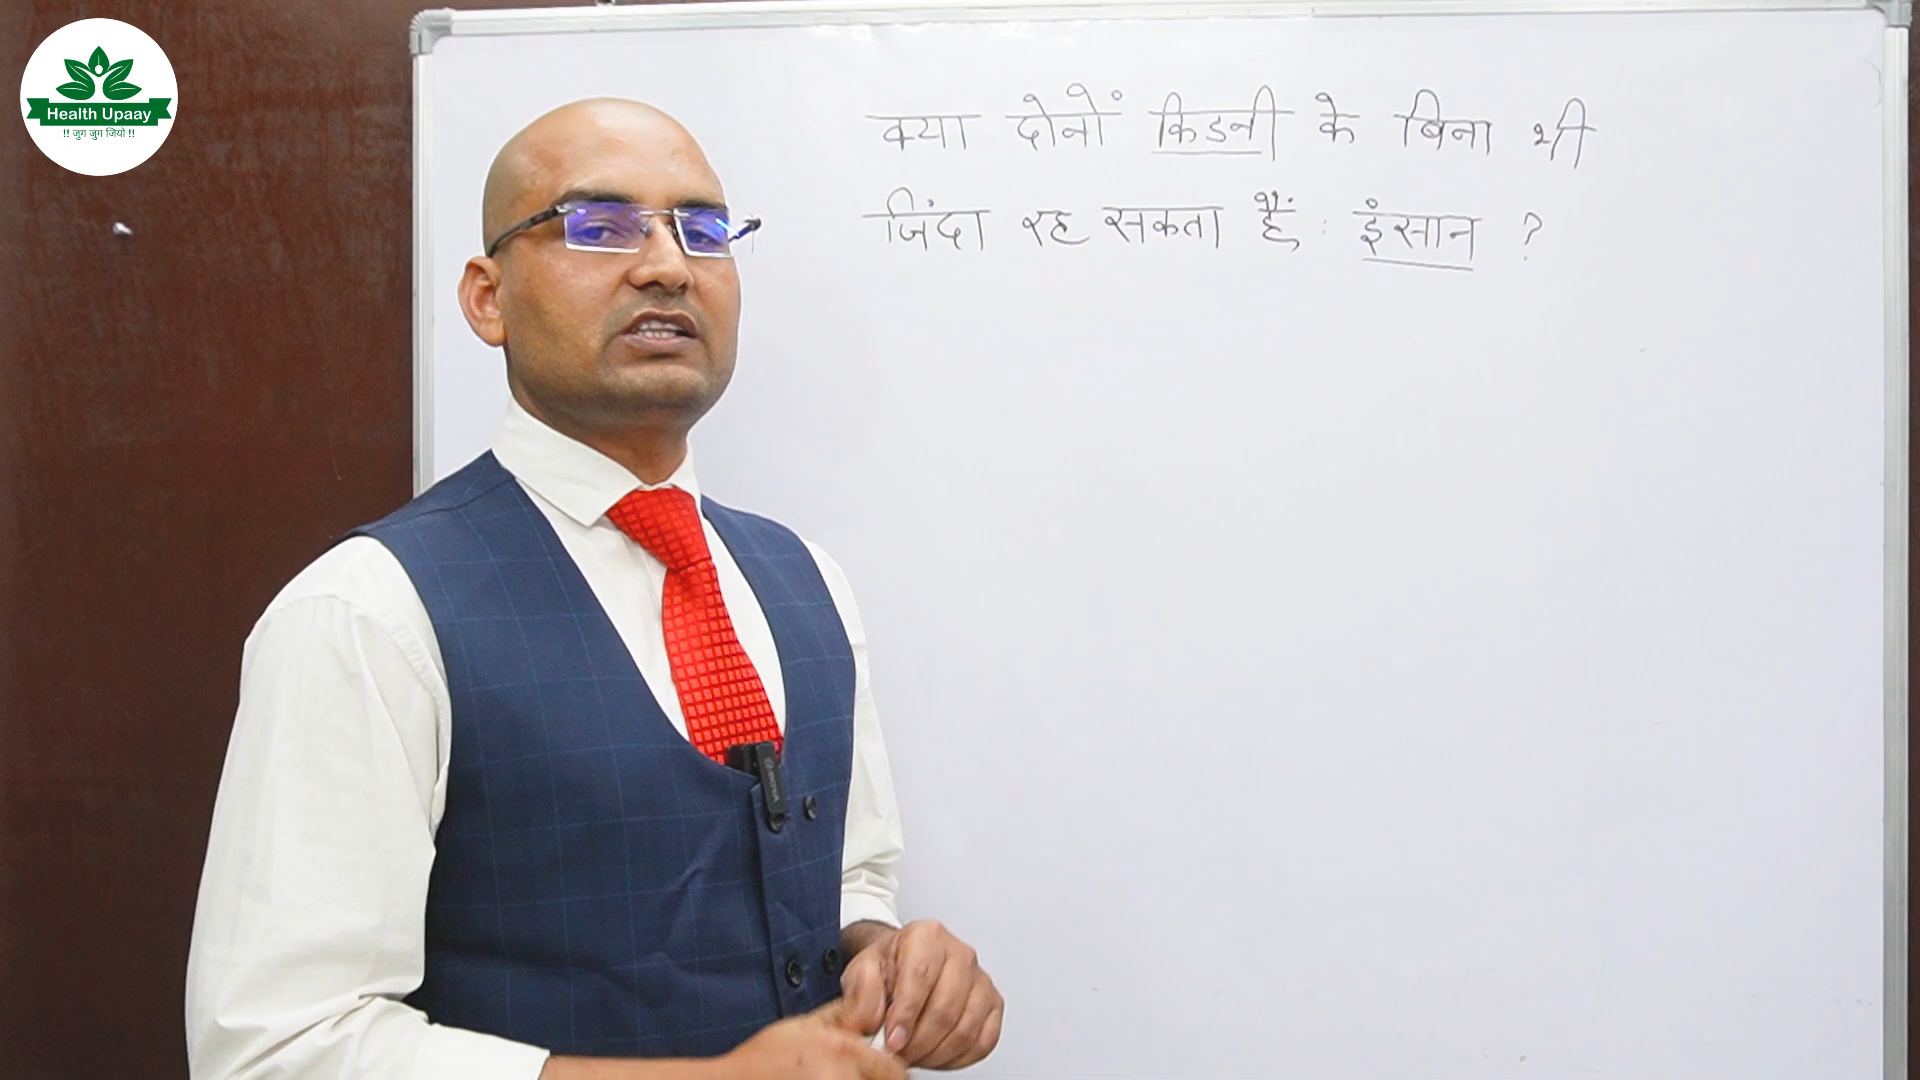 Health Upaay
!! जुग जुग जियो !!
क्या दोनों किडनी के बिना भी
जिंदा रह सकता हैं : इंसान ?